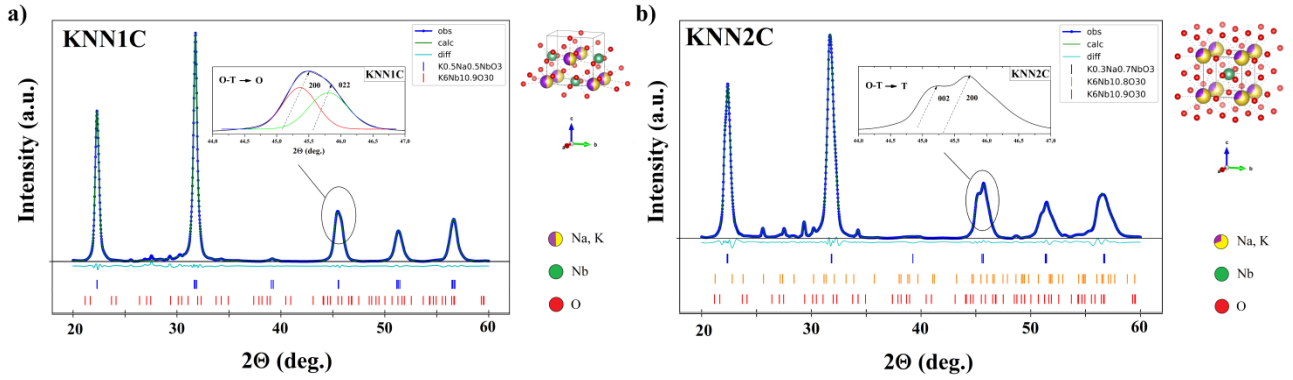 a)
KNN1C
obs
calc
diff
K0.5Na0.5NbO3
K6Nb10.9O30
O-T → O
KNN1C
200
022
44,0 44,5 45,0 45,5 46,0 46,5 47,0
2Θ (deg.)
Intensity (a.u.)
20 30 40 50 60
2Θ (deg.)
c
b
Na, K
Nb
O
b)
KNN2C
obs
calc
diff
K0.3Na0.7NbO3
K6Nb10.8O30
K6Nb10.9O30
O-T → T
KNN2C
002
200
44,0 44,5 45,0 45,5 46,0 46,5 47,0
Intensity (a.u.)
20 30 40 50 60
2Θ (deg.)
c
b
Na, K
Nb
O